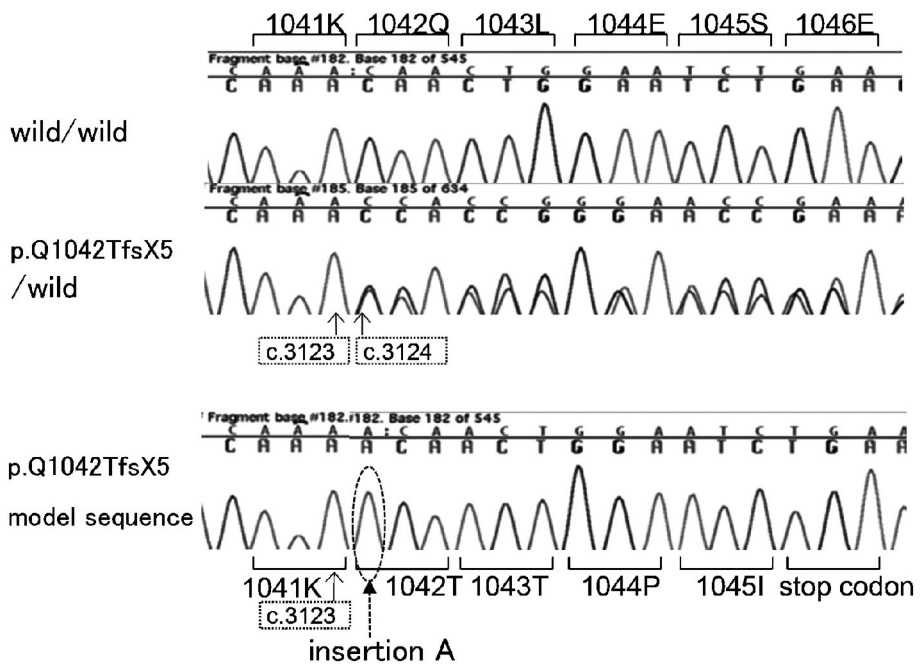 1041K 1042Q 1043L 1044E 1045S 1046E
Fragment base #182. Base 182 of 545
C A A A : C A A C T G G A A T C T G A A
C A A A C A A C T G G A A T C T G A A
wild/wild
Fragment base #185. Base 185 of 634
C A A A C C A C C G G G A A C C G A A
C A A A C C A C C G G G A A C C G A A A
p.Q1042TfsX5
/wild
c.3123 c.3124
Fragment base #182./#182. Base 182 of 545
C A A A A : C A A C T G G A A T C T G A A
C A A A A C A A C T G G A A T C T G A A
p.Q1042TfsX5
model sequence
1041K 1042T 1043T 1044P 1045I stop codon
c.3123
insertion A